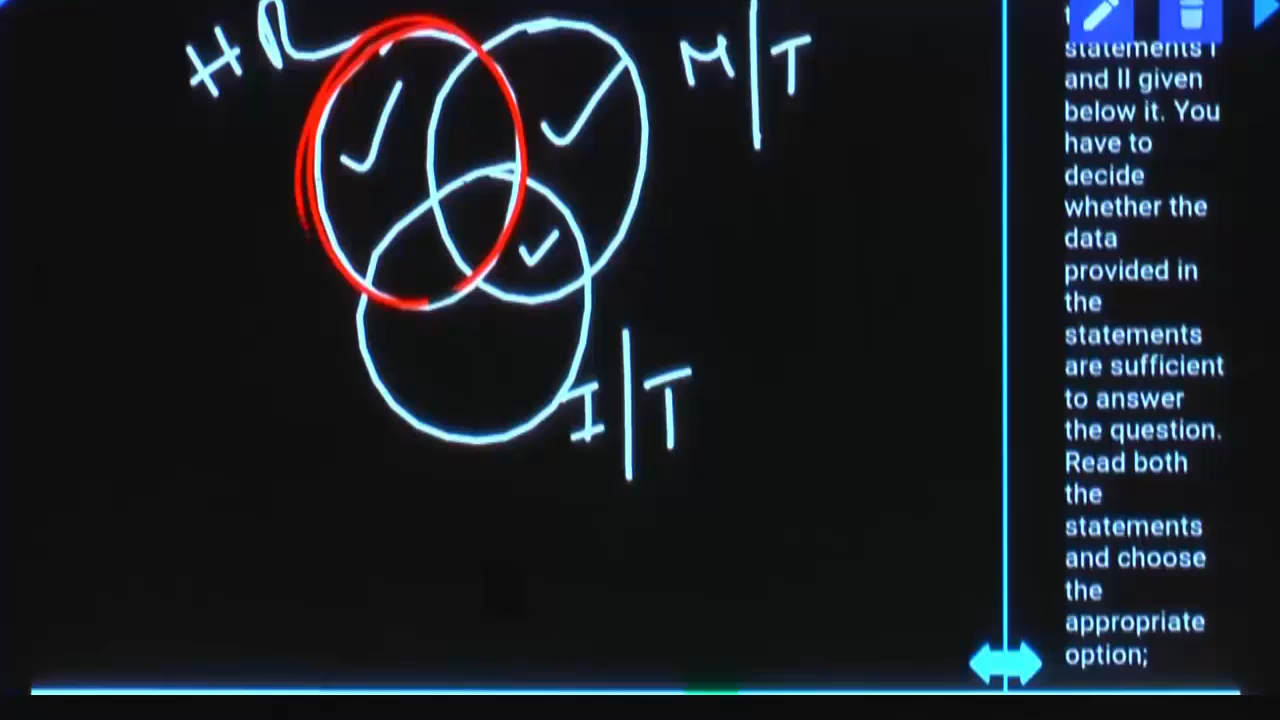 HR
M/T
I/T
statements I
and II given
below it. You
have to
decide
whether the
data
provided in
the
statements
are sufficient
to answer
the question.
Read both
the
statements
and choose
the
appropriate
option;